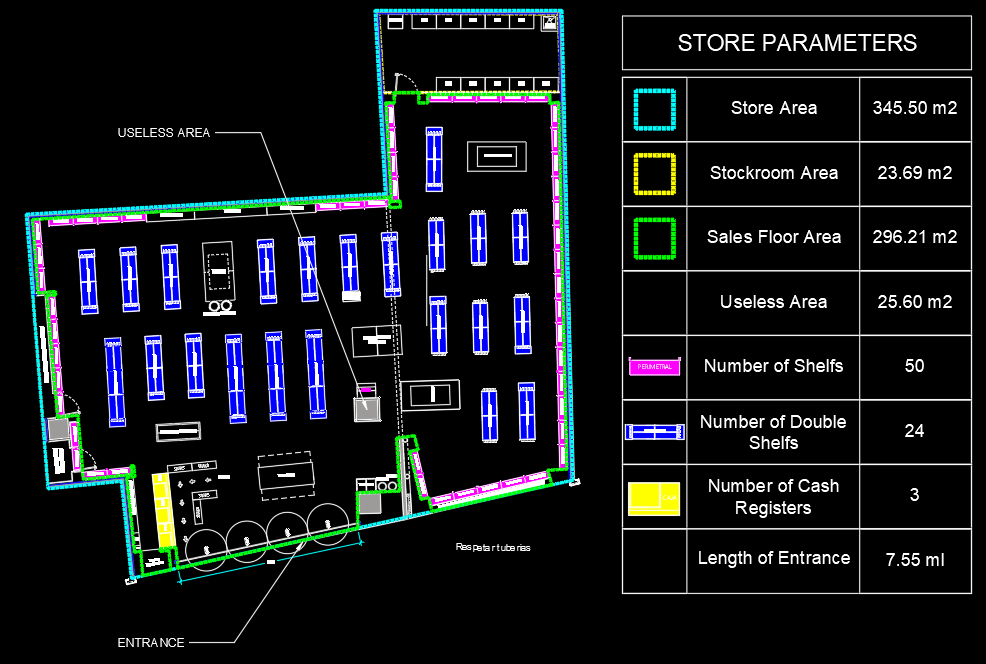 USELESS AREA
Respetar tuberias
ENTRANCE
STORE PARAMETERS
Store Area 345.50 m2
Stockroom Area 23.69 m2
Sales Floor Area 296.21 m2
Useless Area 25.60 m2
PERIMETRAL Number of Shelfs 50
Number of Double
Shelfs 24
Number of Cash
Registers 3
Length of Entrance 7.55 ml